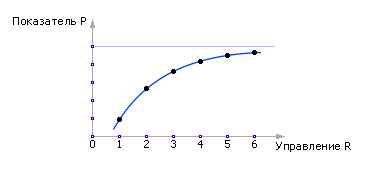 Показатель P
0 1 2 3 4 5 6
Управление R